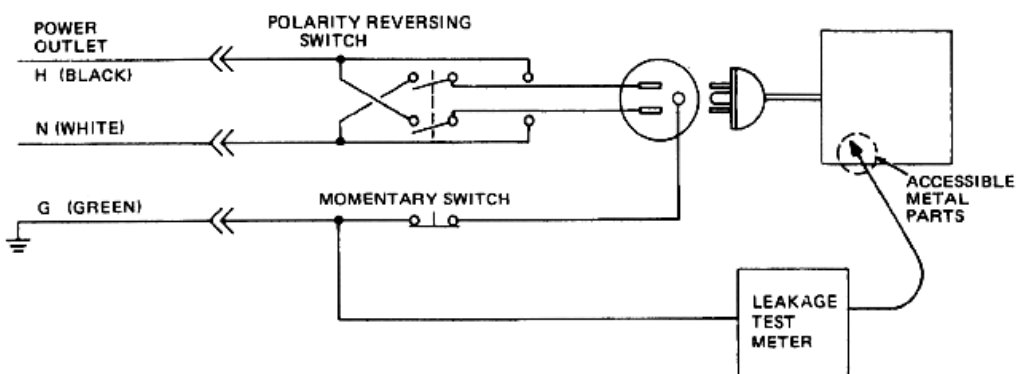 POWER
OUTLET
POLARITY REVERSING
SWITCH
H (BLACK)
N (WHITE)
G (GREEN)
MOMENTARY SWITCH
ACCESSIBLE
METAL
PARTS
LEAKAGE
TEST
METER